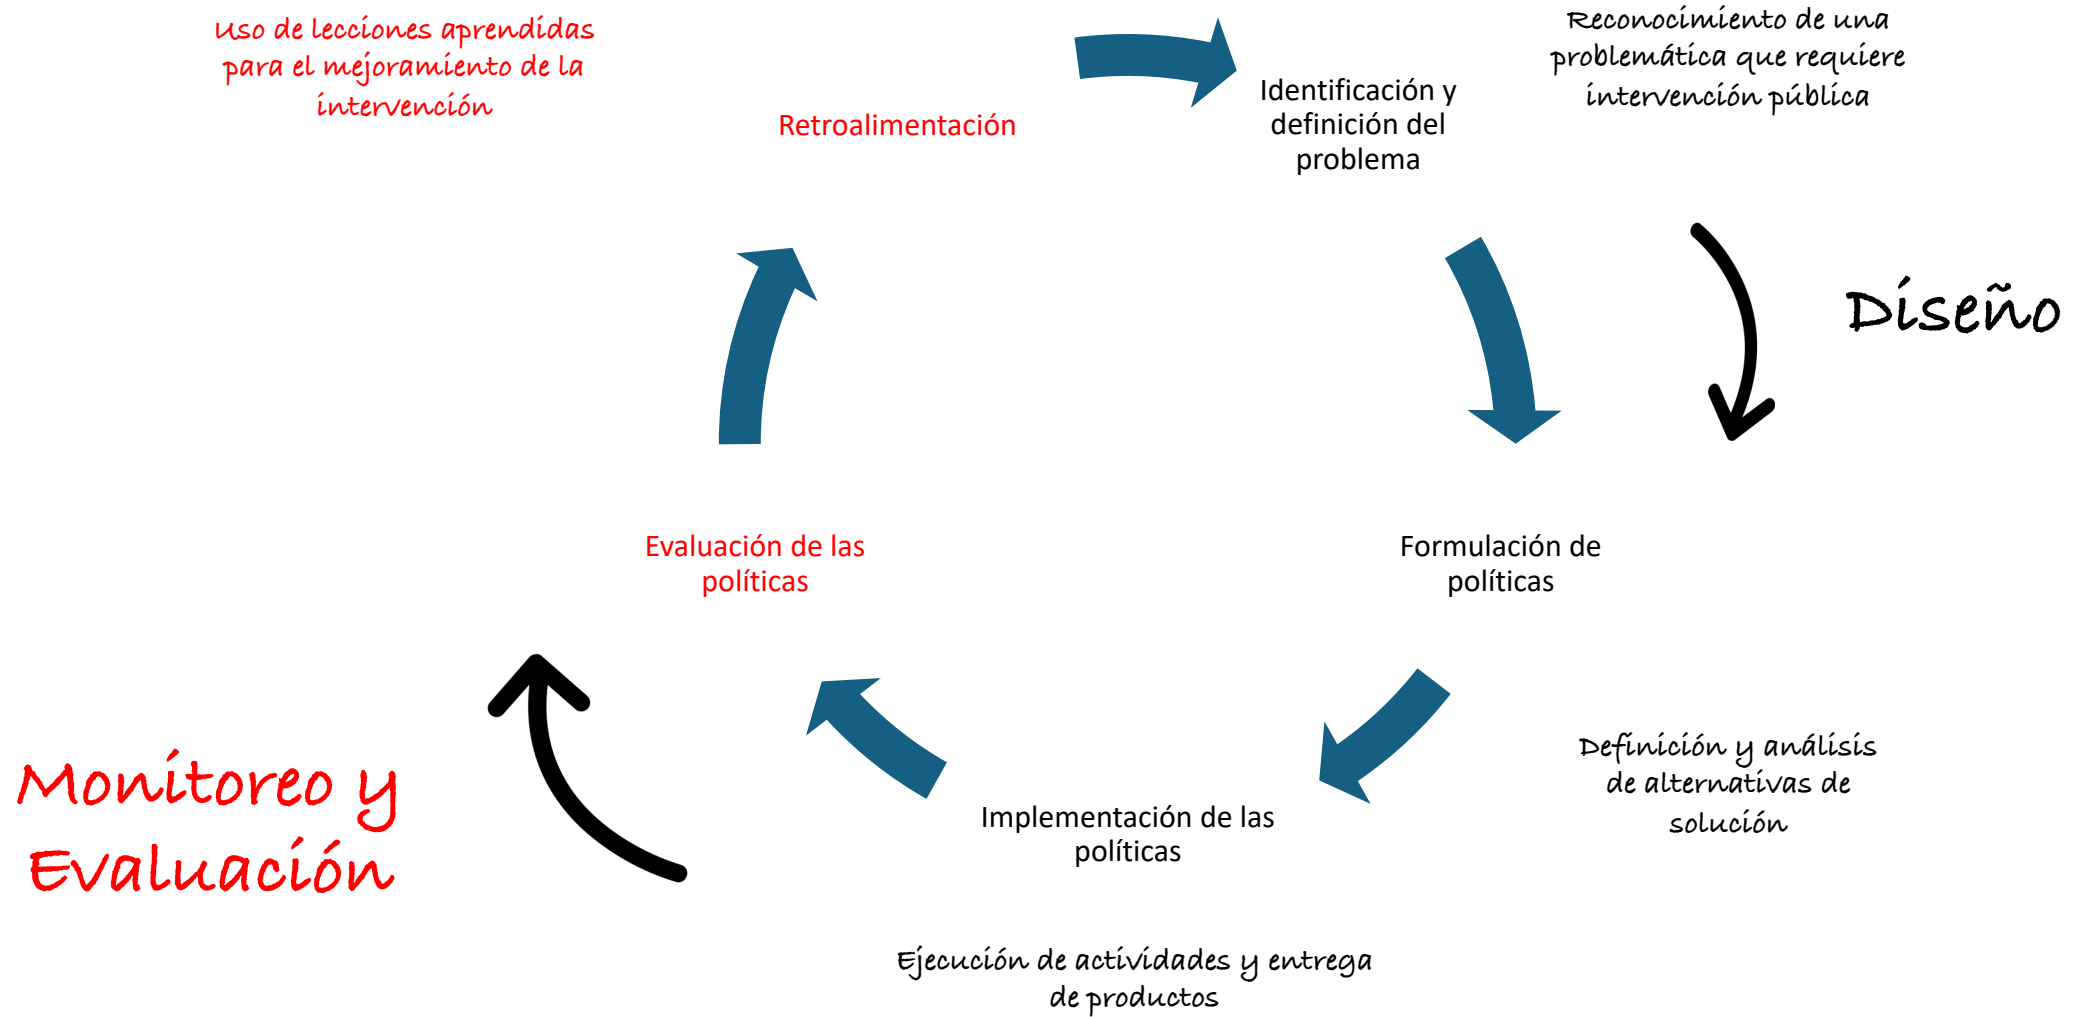 Uso de lecciones aprendidas
para el mejoramiento de la
intervención
Retroalimentación
Identificación y
definición del
problema
Reconocimiento de una
problemática que requiere
intervención pública
Diseño
Evaluación de las
políticas
Formulación de
políticas
Monitoreo y
Evaluación
Definición y análisis
de alternativas de
solución
Implementación de las
políticas
Ejecución de actividades y entrega
de productos